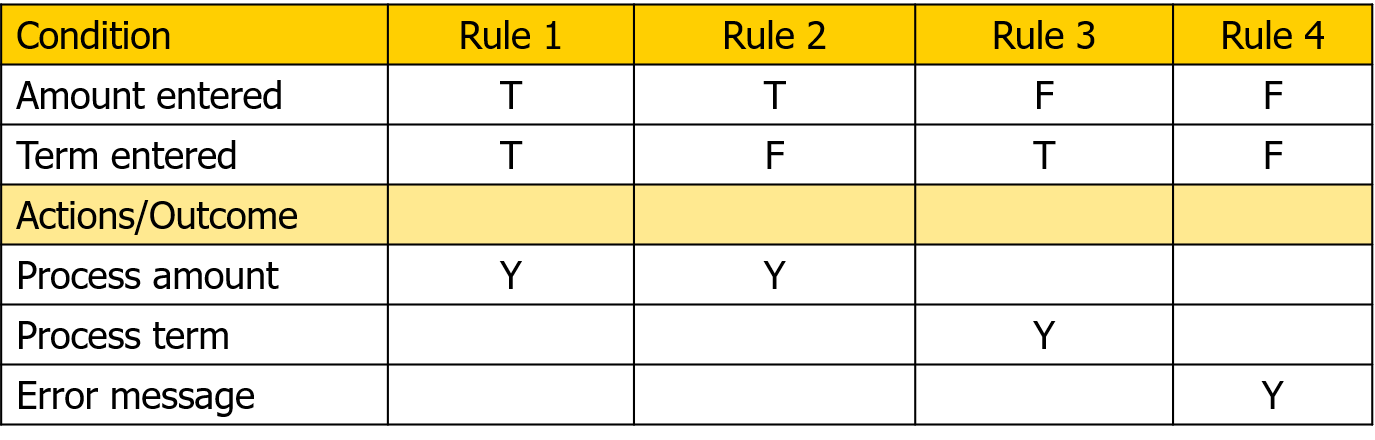 Condition Rule 1 Rule 2 Rule 3 Rule 4
Amount entered T T F F
Term entered T F T F
Actions/Outcome
Process amount Y Y
Process term Y
Error message Y